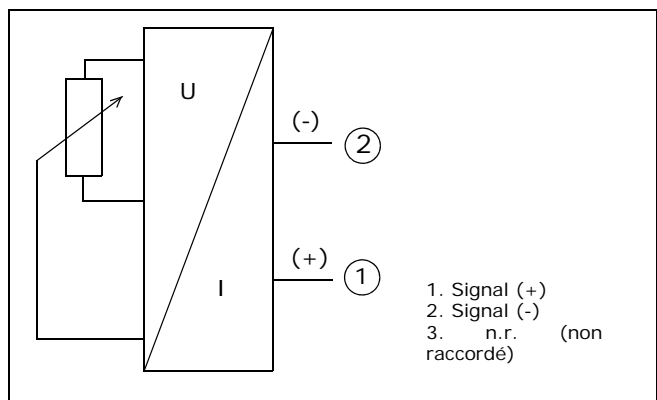 U
(-)
2
(+)
1
I
1. Signal (+)
2. Signal (-)
3. n.r. (non
raccordé)